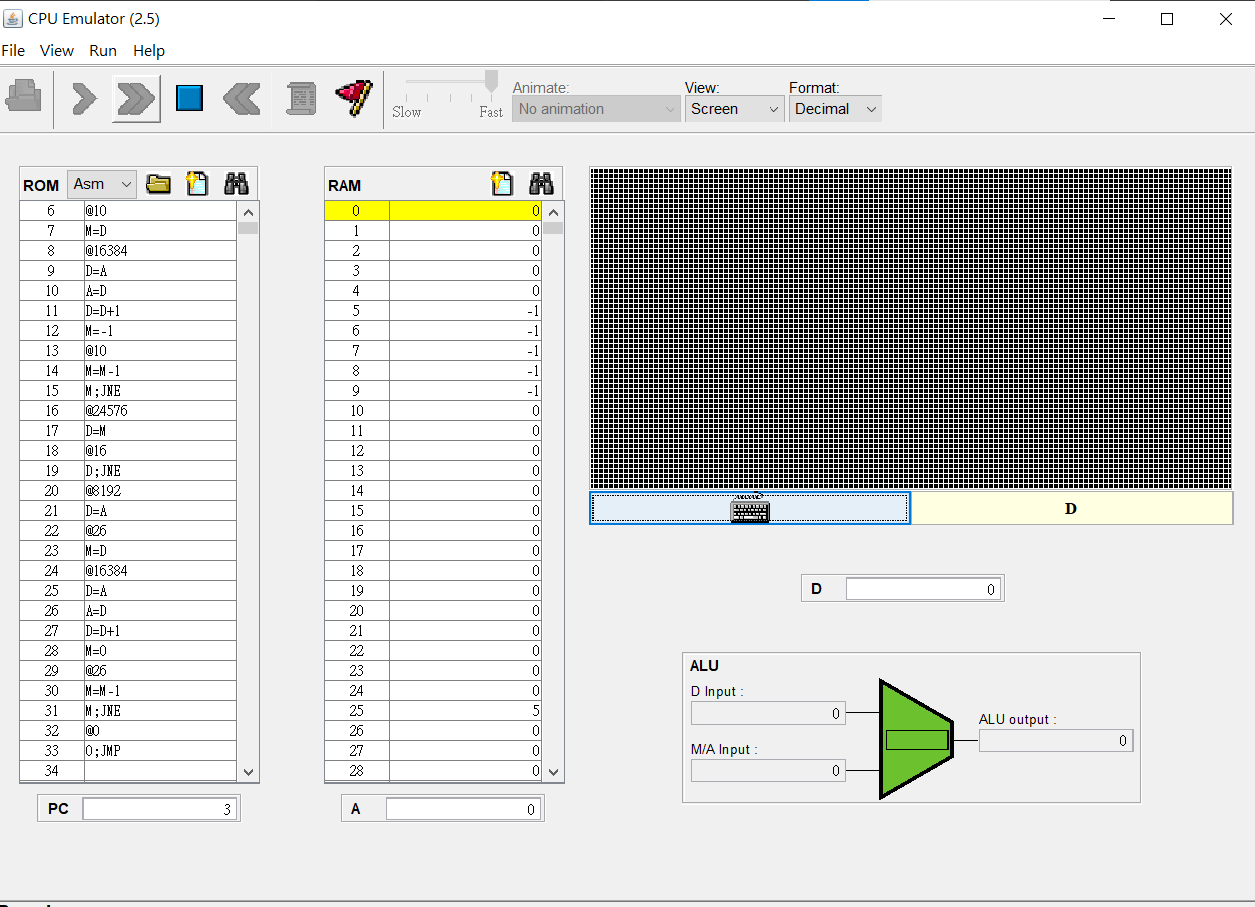 CPU Emulator (2.5)
File View Run Help
Slow Fast
Animate:
No animation
View:
Screen
Format:
Decimal
ROM Asm
6 @10
7 M=D
8 @16384
9 D=A
10 A=D
11 D=D+1
12 M=-1
13 @10
14 M=M-1
15 M;JNE
16 @24576
17 D=M
18 @16
19 D;JNE
20 @8192
21 D=A
22 @26
23 M=D
24 @16384
25 D=A
26 A=D
27 D=D+1
28 M=0
29 @26
30 M=M-1
31 M;JNE
32 @0
33 0;JMP
34
PC 3
RAM
0 0
1 0
2 0
3 0
4 0
5 -1
6 -1
7 -1
8 -1
9 -1
10 0
11 0
12 0
13 0
14 0
15 0
16 0
17 0
18 0
19 0
20 0
21 0
22 0
23 0
24 0
25 5
26 0
27 0
28 0
A 0
D
D 0
ALU
D Input :
0
M/A Input :
0
ALU output :
0